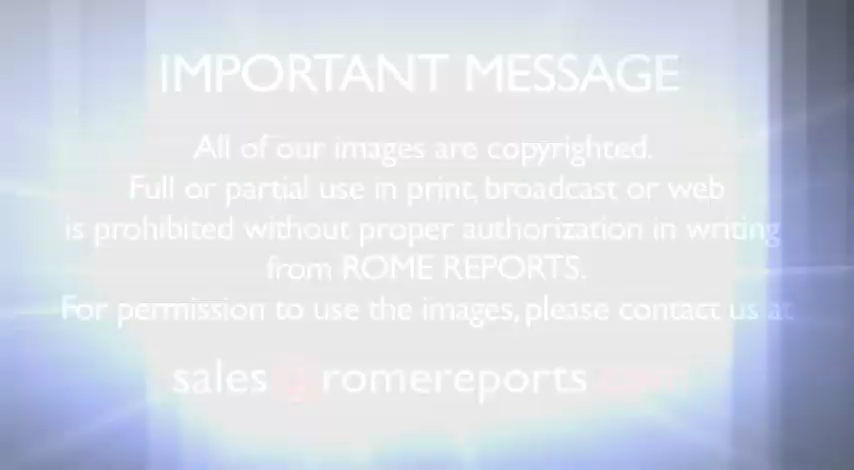 IMPORTANT MESSAGE
All of our images are copyrighted.
Full or partial use in print, broadcast or web
is prohibited without proper authorization in writing
from ROME REPORTS.
For permission to use the images, please contact us at
sales@romereports.com